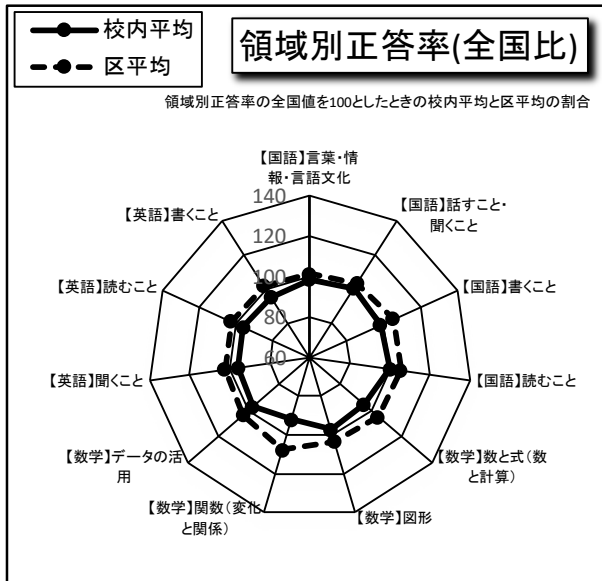 校内平均
区平均
領域別正答率(全国比)
領域別正答率の全国値を100としたときの校内平均と区平均の割合
【国語】言葉・情
報・言語文化
【国語】話すこと・
聞くこと
【国語】書くこと
【国語】読むこと
【数学】数と式(数
と計算)
【数学】図形
【数学】関数(変化
と関係)
【数学】データの活
用
【英語】聞くこと
【英語】読むこと
【英語】書くこと
140
120
100
80
60